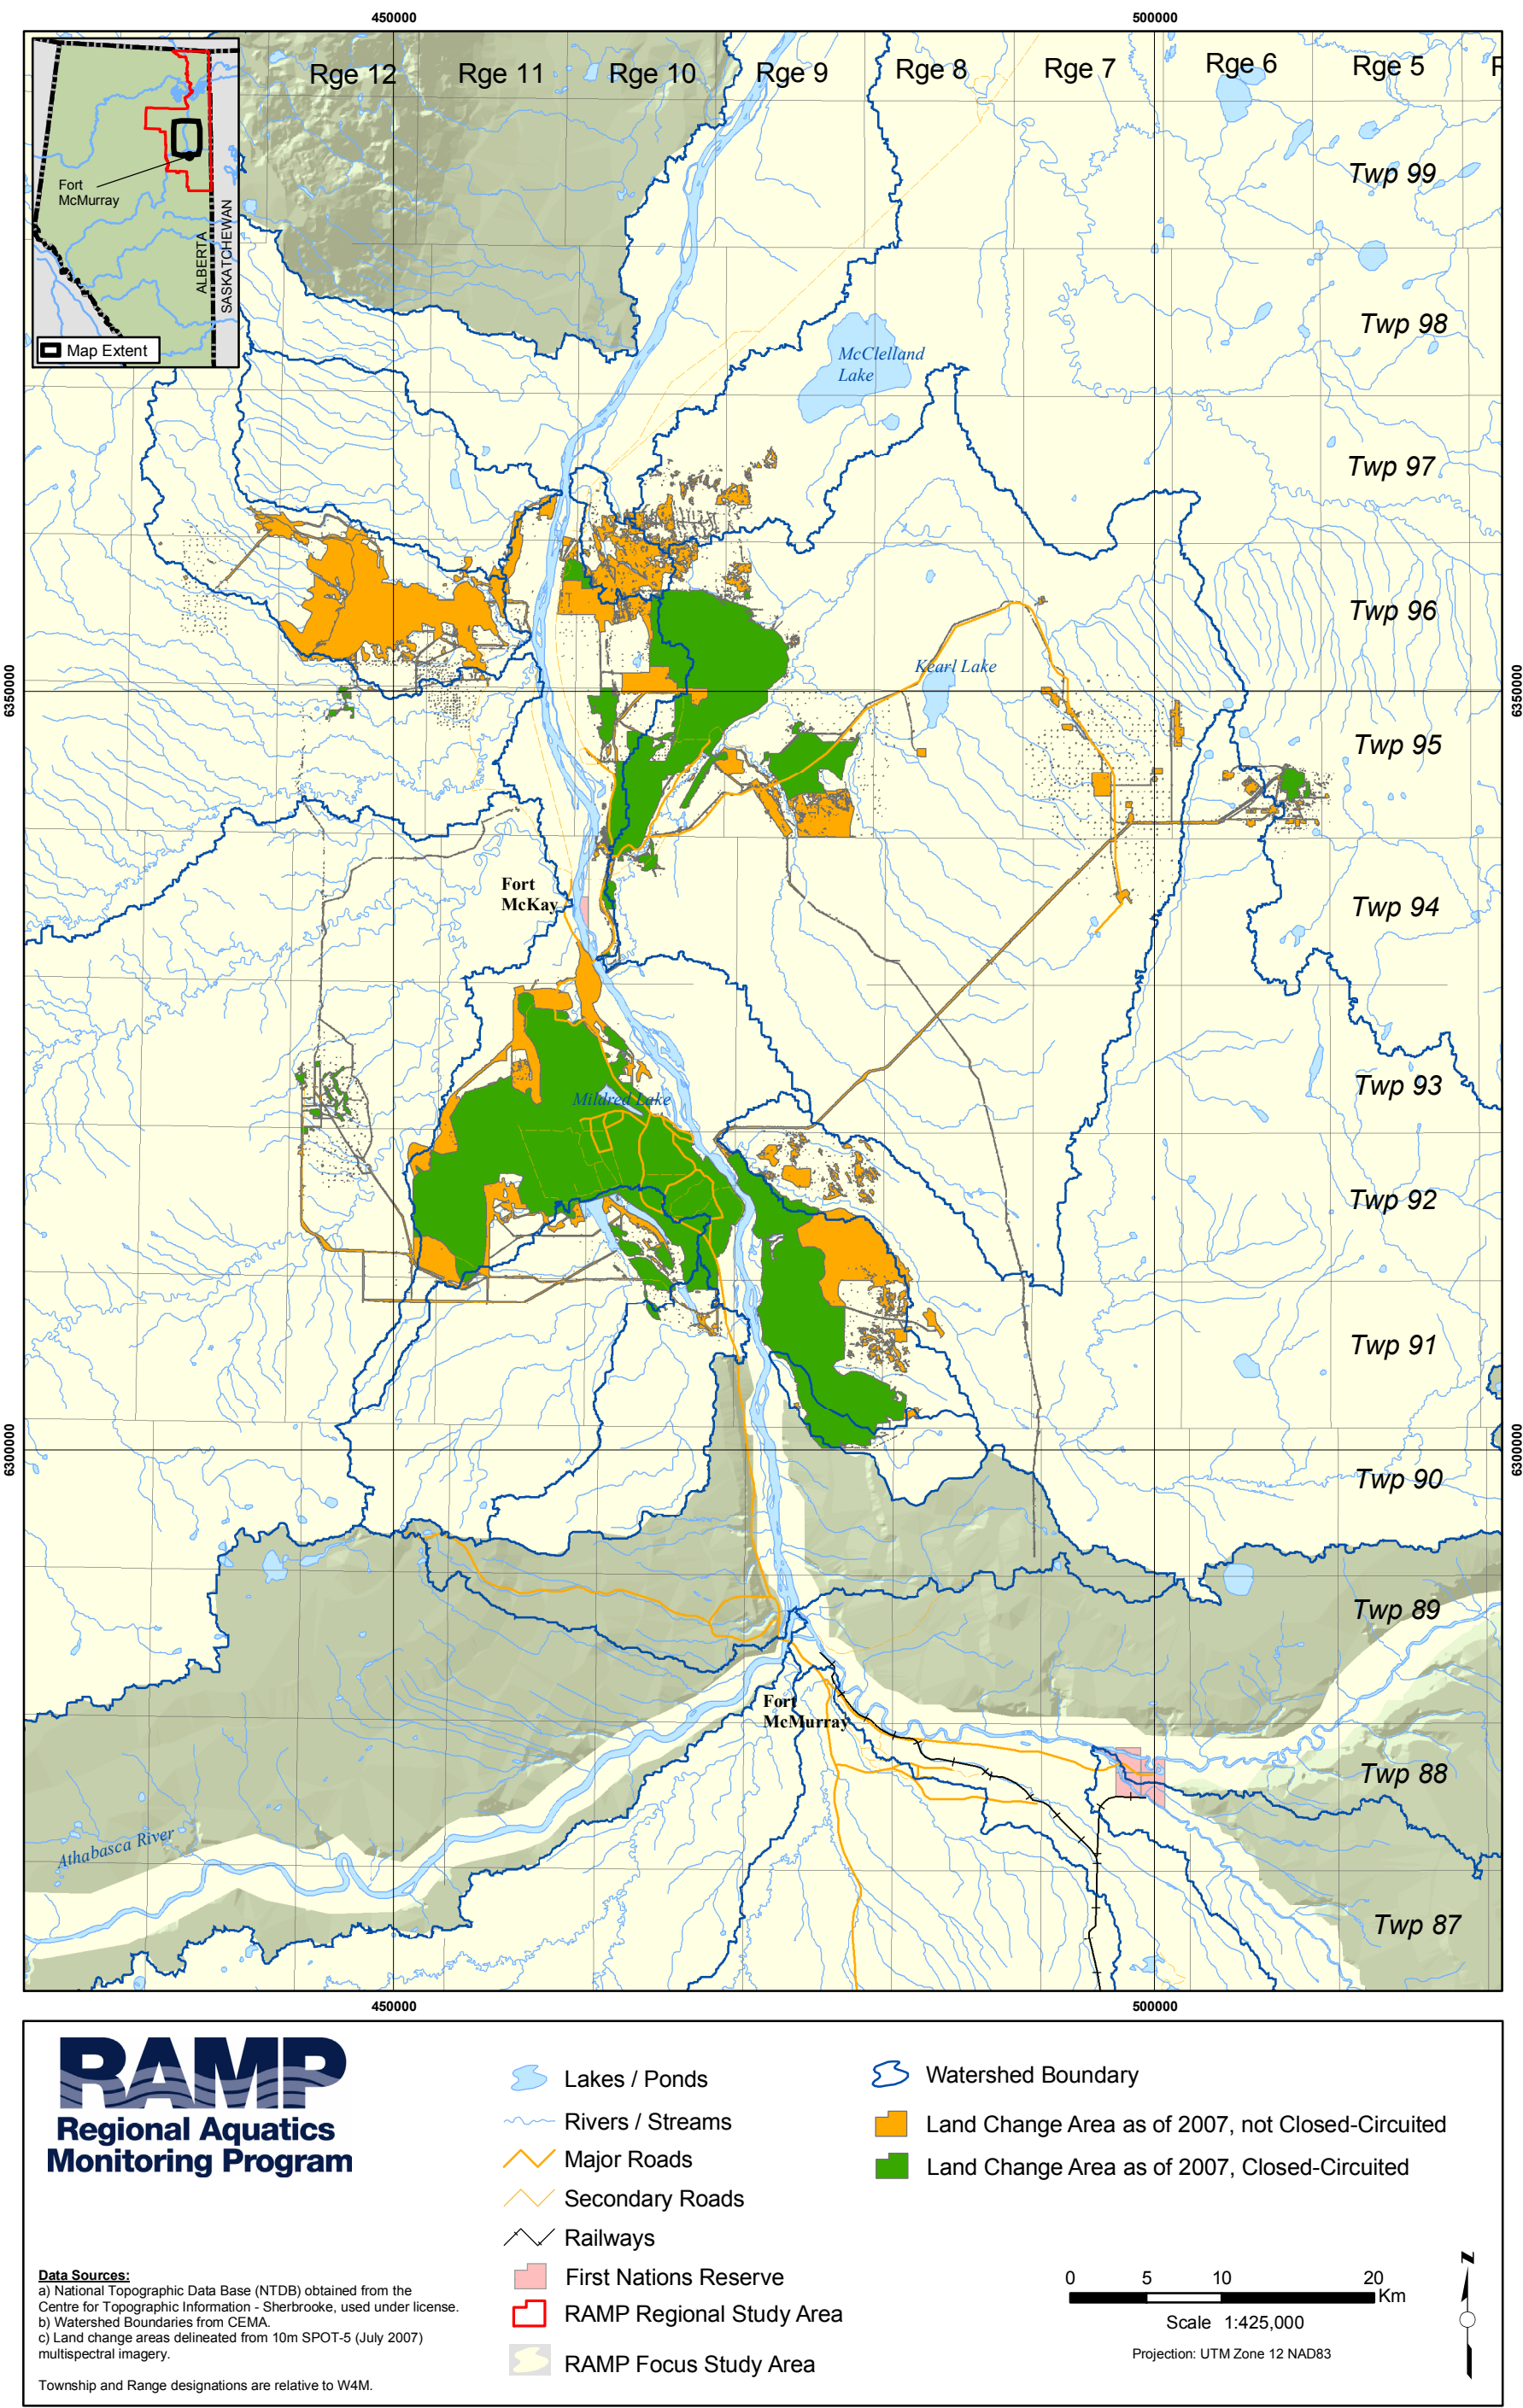 450000
500000
Rge 12
Rge 11
Rge 10
Rge 9
Rge 8
Rge 7
Rge 6
Rge 5
R
Fort
McMurray
ALBERTA
SASKATCHEWAN
Map Extent
Twp 99
Twp 98
McClelland
Lake
Twp 97
Twp 96
Kearl Lake
6350000
6350000
Twp 95
Fort
McKay
Twp 94
Twp 93
Mildred Lake
Twp 92
Twp 91
6300000
6300000
Twp 90
Twp 89
Fort
McMurray
Twp 88
Athabasca River
Twp 87
450000
500000
RAMP
Regional Aquatics
Monitoring Program
Lakes / Ponds
Rivers / Streams
Major Roads
Secondary Roads
Railways
First Nations Reserve
RAMP Regional Study Area
RAMP Focus Study Area
Watershed Boundary
Land Change Area as of 2007, not Closed-Circuited
Land Change Area as of 2007, Closed-Circuited
Data Sources:
a) National Topographic Data Base (NTDB) obtained from the
Centre for Topographic Information - Sherbrooke, used under license.
b) Watershed Boundaries from CEMA.
c) Land change areas delineated from 10m SPOT-5 (July 2007)
multispectral imagery.
Township and Range designations are relative to W4M.
0 5 10 20
Km
Scale 1:425,000
Projection: UTM Zone 12 NAD83
N